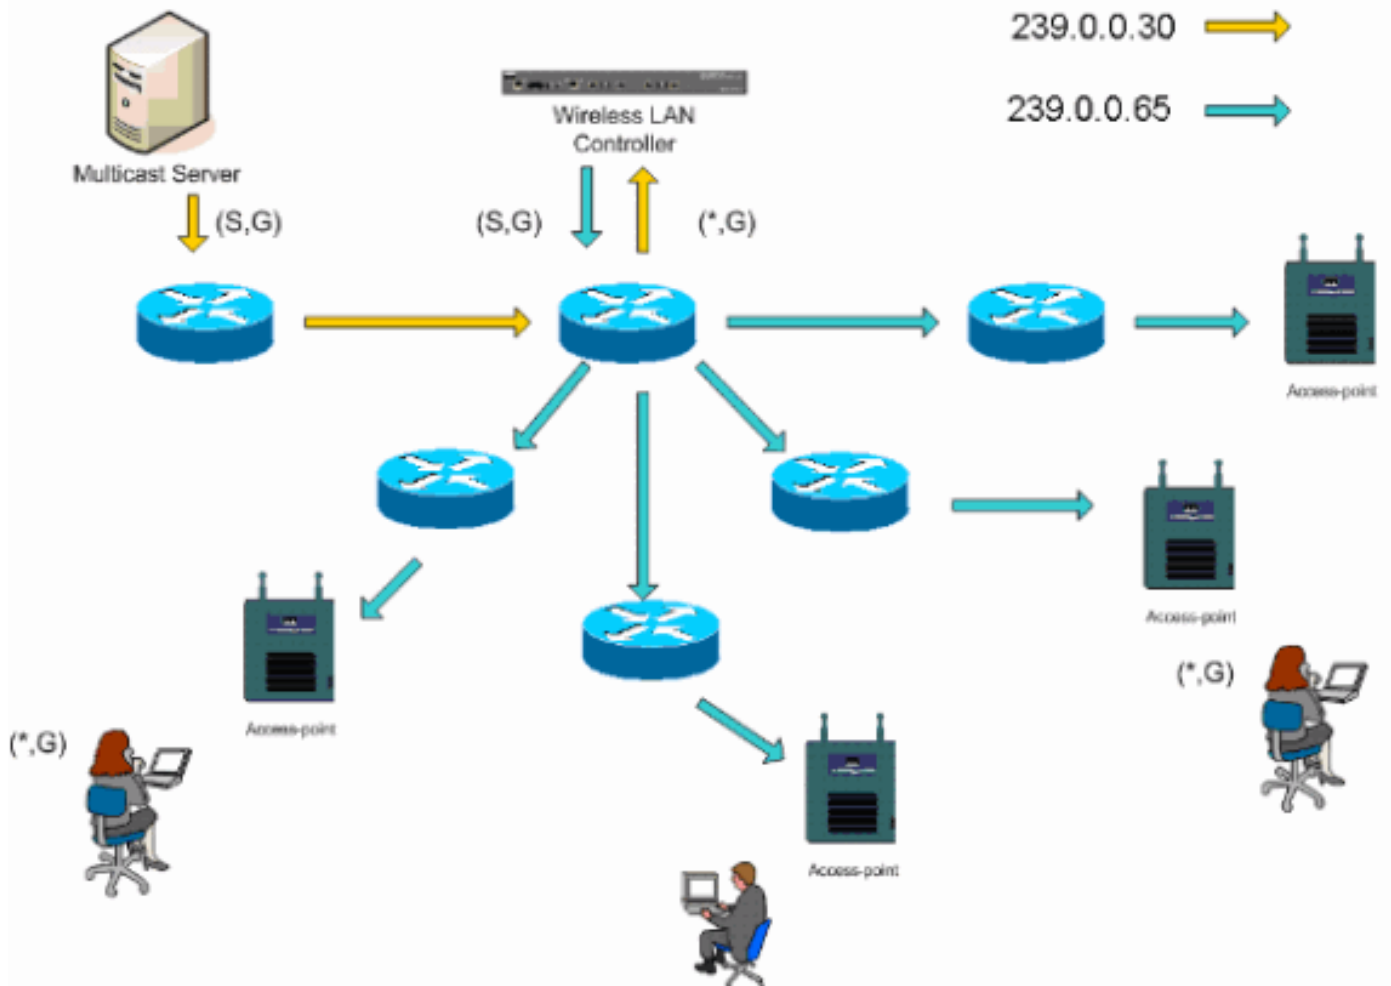 239.0.0.30
239.0.0.65
Wireless LAN
Controller
Multicast Server
(S,G)
(S,G)
(*,G)
Access-point
Access-point
(*,G)
Access-point
(*,G)
Access-point